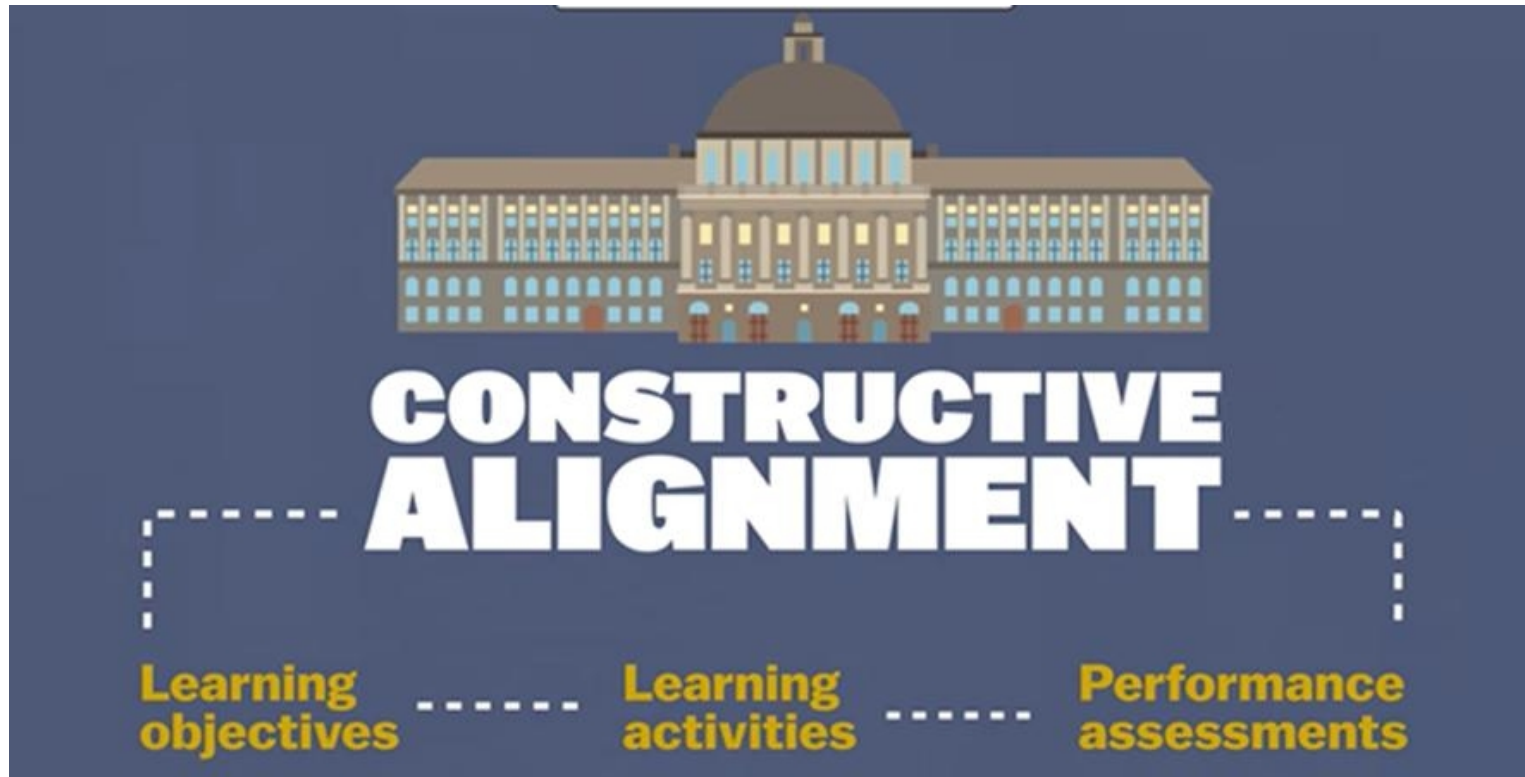 CONSTRUCTIVE
ALIGNMENT
Learning
objectives
Learning
activities
Performance
assessments